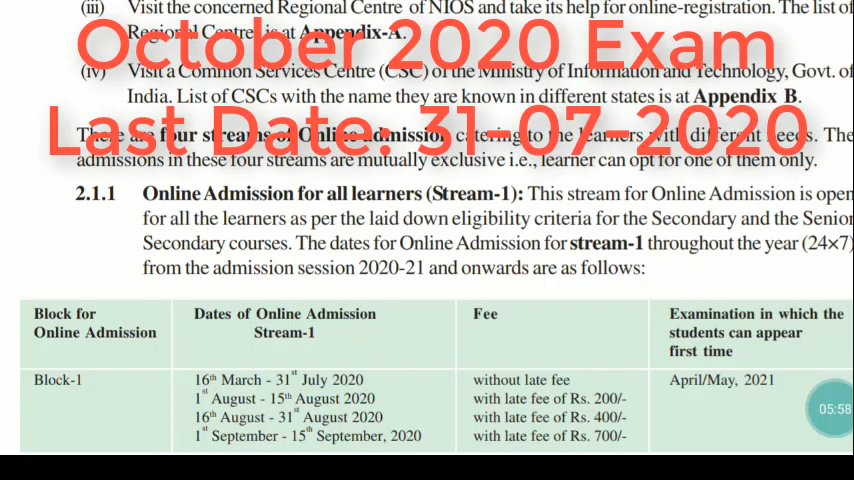 (iii) Visit the concerned Regional Centre of NIOS and take its help for online-registration. The list of
Regional Centre is at Appendix-A.
October 2020 Exam
(iv) Visit a Common Services Centre (CSC) of the Ministry of Information and Technology, Govt. of
India. List of CSCs with the name they are known in different states is at Appendix B.
Last Date: 31-07-2020
There are four streams of Online admission catering to the learners with different needs. The
admissions in these four streams are mutually exclusive i.e., learner can opt for one of them only.
2.1.1 Online Admission for all learners (Stream-1): This stream for Online Admission is open
for all the learners as per the laid down eligibility criteria for the Secondary and the Senior
Secondary courses. The dates for Online Admission for stream-1 throughout the year (24×7)
from the admission session 2020-21 and onwards are as follows:
Block for Dates of Online Admission Fee Examination in which the
Online Admission Stream-1 students can appear
first time
Block-1 16th March - 31st July 2020 without late fee April/May, 2021
1st August - 15th August 2020 with late fee of Rs. 200/-
16th August - 31st August 2020 with late fee of Rs. 400/-
05:58
1st September - 15th September, 2020 with late fee of Rs. 700/-